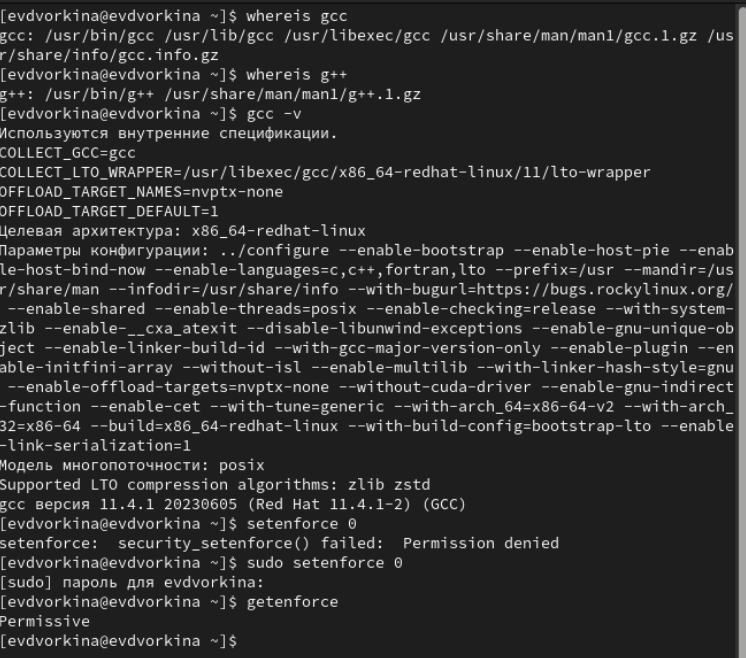 [evdvorkina@evdvorkina ~]$ whereis gcc
gcc: /usr/bin/gcc /usr/lib/gcc /usr/libexec/gcc /usr/share/man/man1/gcc.1.gz /us
r/share/info/gcc.info.gz
[evdvorkina@evdvorkina ~]$ whereis g++
g++: /usr/bin/g++ /usr/share/man/man1/g++.1.gz
[evdvorkina@evdvorkina ~]$ gcc -v
Используются внутренние спецификации.
COLLECT_GCC=gcc
COLLECT_LTO_WRAPPER=/usr/libexec/gcc/x86_64-redhat-linux/11/lto-wrapper
OFFLOAD_TARGET_NAMES=nvptx-none
OFFLOAD_TARGET_DEFAULT=1
Целевая архитектура: x86_64-redhat-linux
Параметры конфигурации: ../configure --enable-bootstrap --enable-host-pie --enab
le-host-bind-now --enable-languages=c,c++,fortran,lto --prefix=/usr --mandir=/us
r/share/man --infodir=/usr/share/info --with-bugurl=https://bugs.rockylinux.org/
 --enable-shared --enable-threads=posix --enable-checking=release --with-system-
zlib --enable-__cxa_atexit --disable-libunwind-exceptions --enable-gnu-unique-ob
ject --enable-linker-build-id --with-gcc-major-version-only --enable-plugin --en
able-initfini-array --without-isl --enable-multilib --with-linker-hash-style=gnu
 --enable-offload-targets=nvptx-none --without-cuda-driver --enable-gnu-indirect
-function --enable-cet --with-tune=generic --with-arch_64=x86-64-v2 --with-arch_
32=x86-64 --build=x86_64-redhat-linux --with-build-config=bootstrap-lto --enable
-link-serialization=1
Модель многопоточности: posix
Supported LTO compression algorithms: zlib zstd
gcc версия 11.4.1 20230605 (Red Hat 11.4.1-2) (GCC)
[evdvorkina@evdvorkina ~]$ setenforce 0
setenforce:  security_setenforce() failed:  Permission denied
[evdvorkina@evdvorkina ~]$ sudo setenforce 0
[sudo] пароль для evdvorkina:
[evdvorkina@evdvorkina ~]$ getenforce
Permissive
[evdvorkina@evdvorkina ~]$